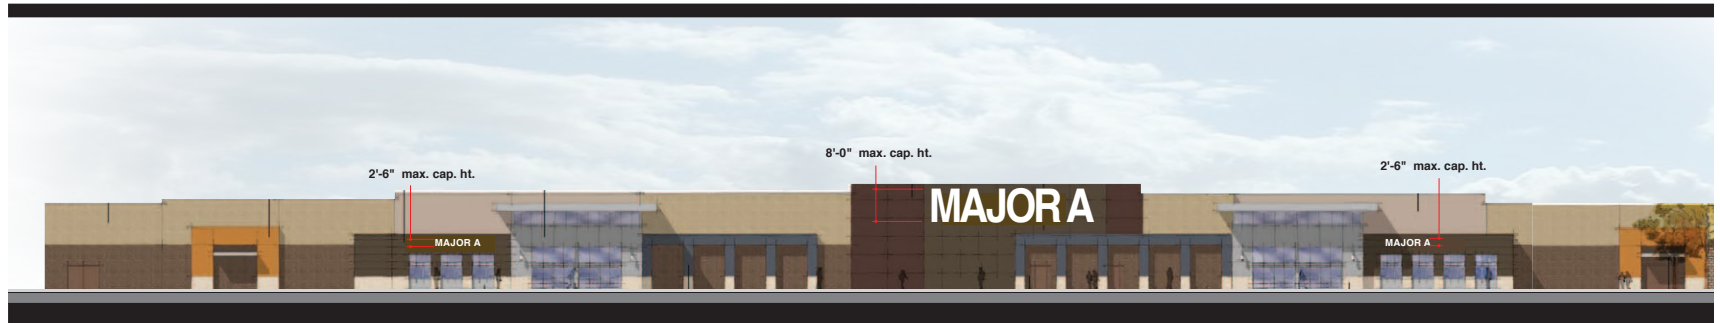 8'-0" max. cap. ht.
2'-6" max. cap. ht.
2'-6" max. cap. ht.
MAJOR A
MAJOR A
MAJOR A